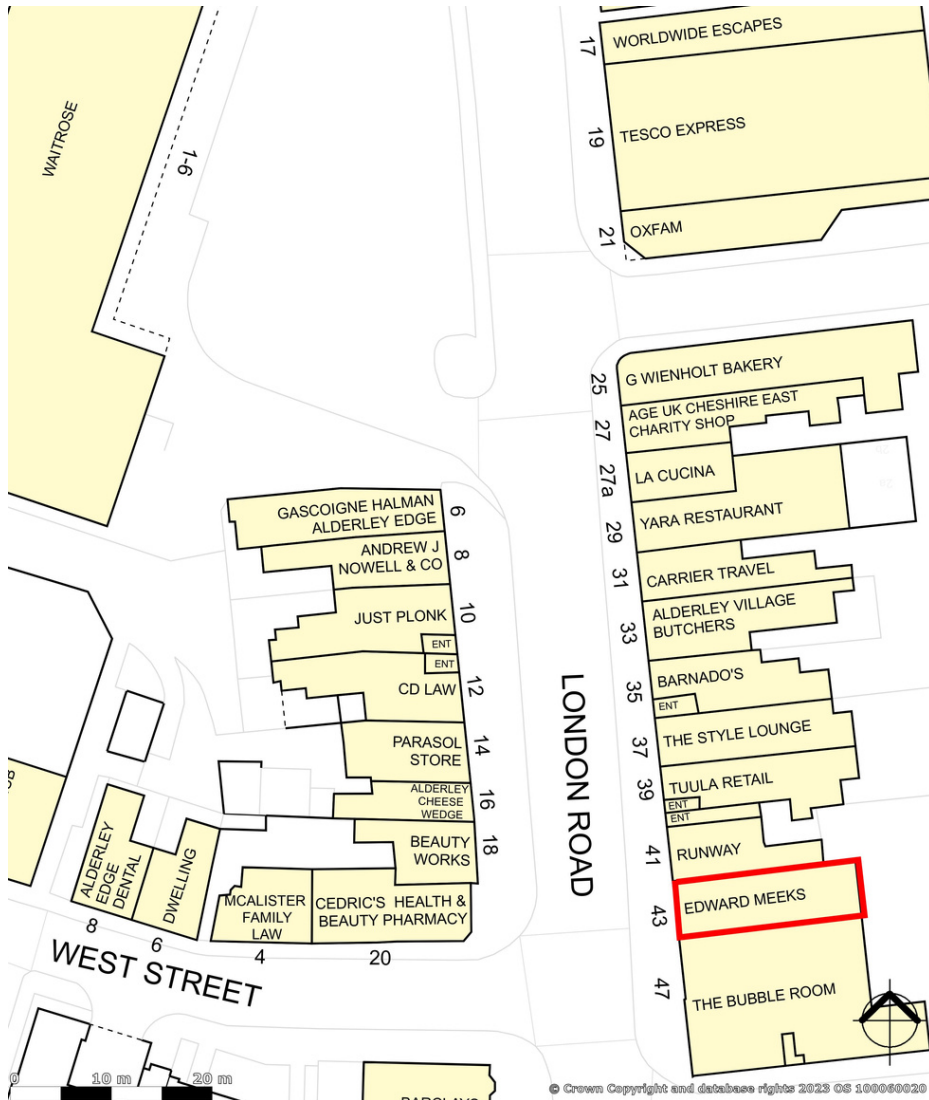 17
WORLDWIDE ESCAPES
WAITROSE
1-6
19
TESCO EXPRESS
21
OXFAM
25
G WIENHOLT BAKERY
27
AGE UK CHESHIRE EAST
CHARITY SHOP
27a
LA CUCINA
29
YARA RESTAURANT
31
CARRIER TRAVEL
33
ALDERLEY VILLAGE
BUTCHERS
35
BARNADO'S
ENT
37
THE STYLE LOUNGE
39
TUULA RETAIL
ENT
ENT
41
RUNWAY
43
EDWARD MEEKS
47
THE BUBBLE ROOM
LONDON ROAD
GASCOIGNE HALMAN
ALDERLEY EDGE
6
ANDREW J
NOWELL & CO
8
JUST PLONK
10
ENT
ENT
CD LAW
12
PARASOL
STORE
14
ALDERLEY
CHEESE
WEDGE
16
BEAUTY
WORKS
18
ALDERLEY
EDGE
DENTAL
8
DWELLING
6
MCALISTER
FAMILY
LAW
4
CEDRIC'S HEALTH &
BEAUTY PHARMACY
20
WEST STREET
BARCLAYS
0 10 m 20 m
© Crown Copyright and database rights 2023 OS 100060020